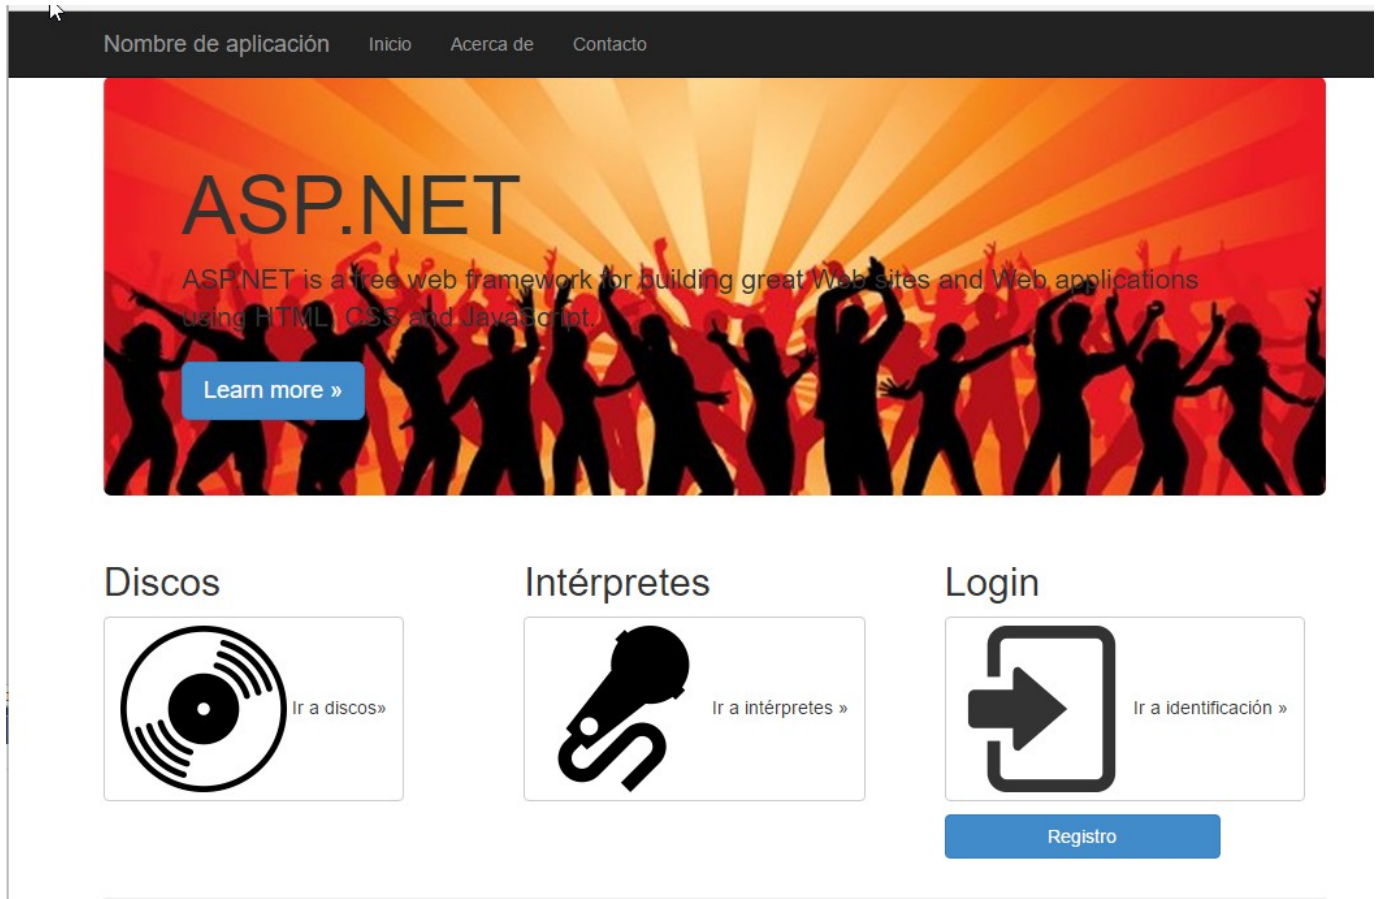 Nombre de aplicación Inicio Acerca de Contacto
ASP.NET
ASP.NET is a free web framework for building great Web sites and Web applications
using HTML, CSS and JavaScript.
Learn more »
Discos
Ir a discos»
Intérpretes
Ir a intérpretes »
Login
Ir a identificación »
Registro